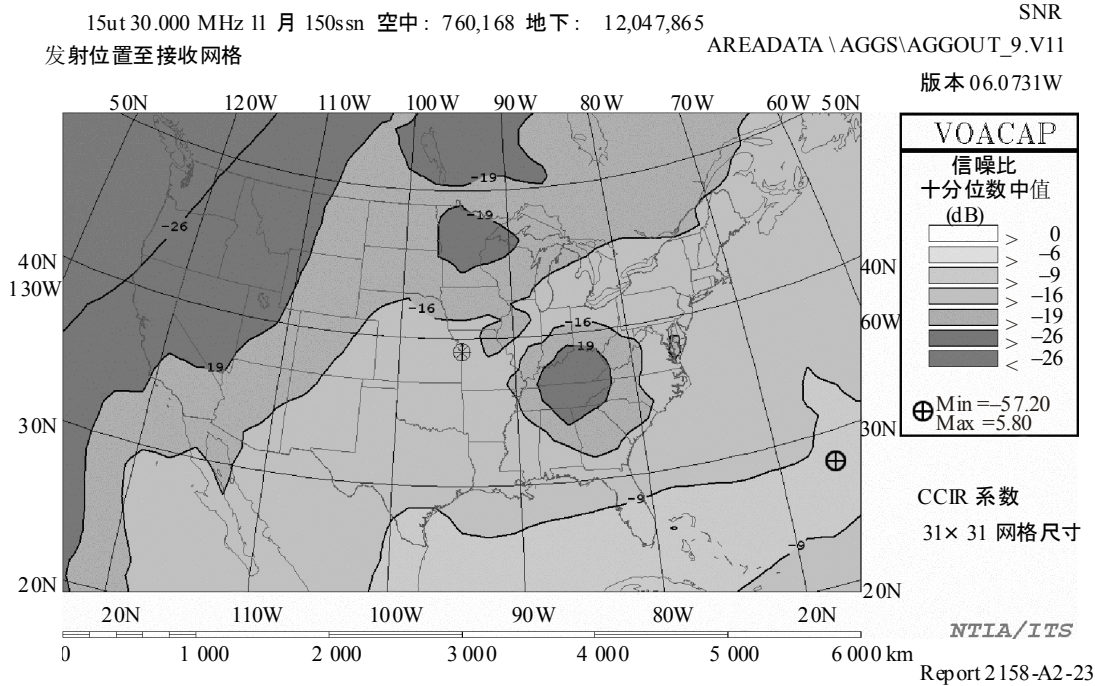 15ut 30.000 MHz 11 月 150ssn 空中: 760,168 地下: 12,047,865
SNR
发射位置至接收网格
AREADATA \ AGGS\AGGOUT_9.V11
版本 06.0731W
50N 120W 110W 100W 90W 80W 70W 60W 50N
VOACAP
信噪比
十分位数中值
(dB)
> 0
> –6
> –9
> –16
> –19
> –26
< –26
Min =–57.20
Max =5.80
–19
–19
–26
40N
40N
130W
60W
–16
–16
–19
–19
30N
30N
–9
–9
20N
20N
20N 110W 100W 90W 80W 20N
0 1 000 2 000 3 000 4 000 5 000 6 000 km
CCIR 系数
31× 31 网格尺寸
NTIA/ITS
Report 2158-A2-23